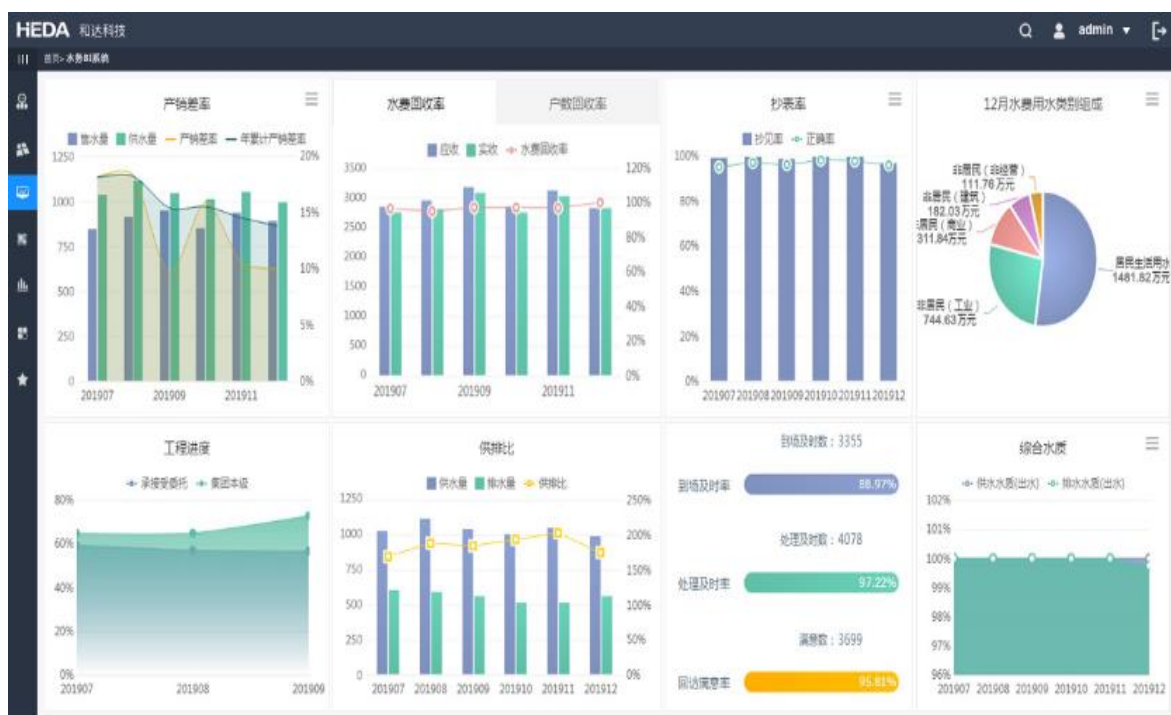 HEDA 和达科技
admin
首页>水务BI系统
产销差率
售水量 供水量 产销差率 年累计产销差率
1250
1000
750
500
250
0
20%
15%
10%
5%
0%
201907 201909 201911
水费回收率 户数回收率
应收 实收 水费回收率
3500
3000
2500
2000
1500
1000
500
0
120%
100%
80%
60%
40%
20%
0%
201907 201909 201911
抄表率
抄见率 正确率
100%
80%
60%
40%
20%
0%
201907 201908 201909 201910 201911 201912
12月水费用水类别组成
非居民（非经营）
111.76万元
非居民（建筑）
182.03万元
居民（商业）
311.84万元
非居民（工业）
744.63万元
居民生活用水
1481.82万元
工程进度
承接受委托 集团本级
80%
60%
40%
20%
0%
201907 201908 201909
供排比
供水量 排水量 供排比
1250
1000
750
500
250
0
250%
200%
150%
100%
50%
0%
201907 201908 201909 201910 201911 201912
到场及时数：3355
到场及时率 88.97%
处理及时数：4078
处理及时率 97.22%
满意数：3699
回访满意率 95.81%
综合水质
供水水质(出水) 排水水质(出水)
102%
101%
100%
99%
98%
97%
96%
201907 201908 201909 201910 201911 201912